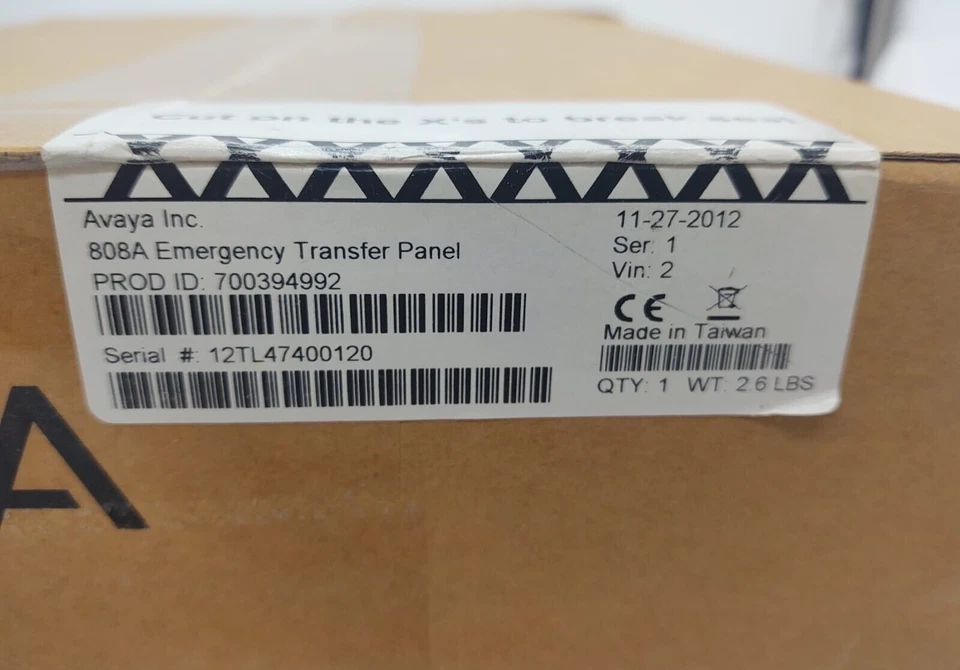 Cut on the X's to break seal
Avaya Inc.
808A Emergency Transfer Panel
PROD ID: 700394992
Serial #: 12TL47400120
11-27-2012
Ser: 1
Vin: 2
CE
Made in Taiwan
QTY: 1 WT: 2.6 LBS
A